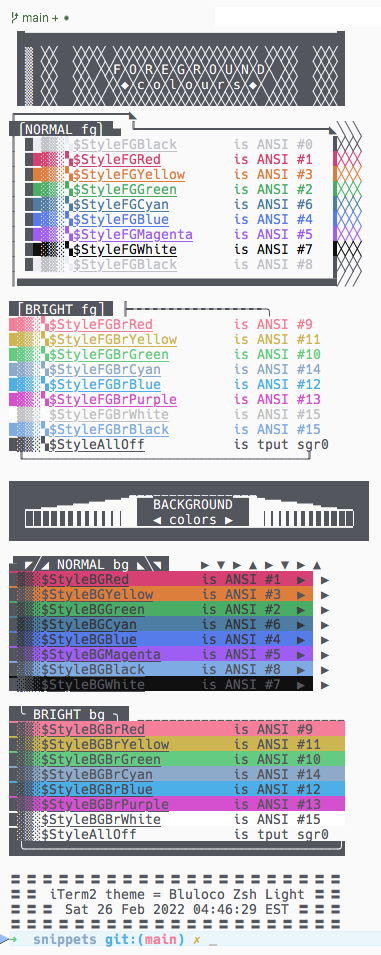 main + •
FOREGROUND
◆colours◆
[NORMAL fg]
$StyleFGBlack is ANSI #0
$StyleFGRed is ANSI #1
$StyleFGYellow is ANSI #3
$StyleFGGreen is ANSI #2
$StyleFGCyan is ANSI #6
$StyleFGBlue is ANSI #4
$StyleFGMagenta is ANSI #5
$StyleFGWhite is ANSI #7
$StyleFGBlack is ANSI #8
[BRIGHT fg]
$StyleFGBrRed is ANSI #9
$StyleFGBrYellow is ANSI #11
$StyleFGBrGreen is ANSI #10
$StyleFGBrCyan is ANSI #14
$StyleFGBrBlue is ANSI #12
$StyleFGBrPurple is ANSI #13
$StyleFGBrWhite is ANSI #15
$StyleFGBrBlack is ANSI #15
$StyleAllOff is tput sgr0
BACKGROUND
◀ colors ▶
NORMAL bg ▶ ▼ ▶ ▲ ▶ ▼ ▶ ▲
$StyleBGRed is ANSI #1 ▶ ▶
$StyleBGYellow is ANSI #3 ▶ ▶
$StyleBGGreen is ANSI #2 ▶ ▶
$StyleBGCyan is ANSI #6 ▶ ▶
$StyleBGBlue is ANSI #4 ▶ ▶
$StyleBGMagenta is ANSI #5 ▶ ▶
$StyleBGBlack is ANSI #8 ▶ ▶
$StyleBGWhite is ANSI #7 ▶ ▶
BRIGHT bg
$StyleBGBrRed is ANSI #9
$StyleBGBrYellow is ANSI #11
$StyleBGBrGreen is ANSI #10
$StyleBGBrCyan is ANSI #14
$StyleBGBrBlue is ANSI #12
$StyleBGBrPurple is ANSI #13
$StyleBGBrWhite is ANSI #15
$StyleAllOff is tput sgr0
iTerm2 theme = Bluloco Zsh Light
Sat 26 Feb 2022 04:46:29 EST
➜ snippets git:(main) ✗ _